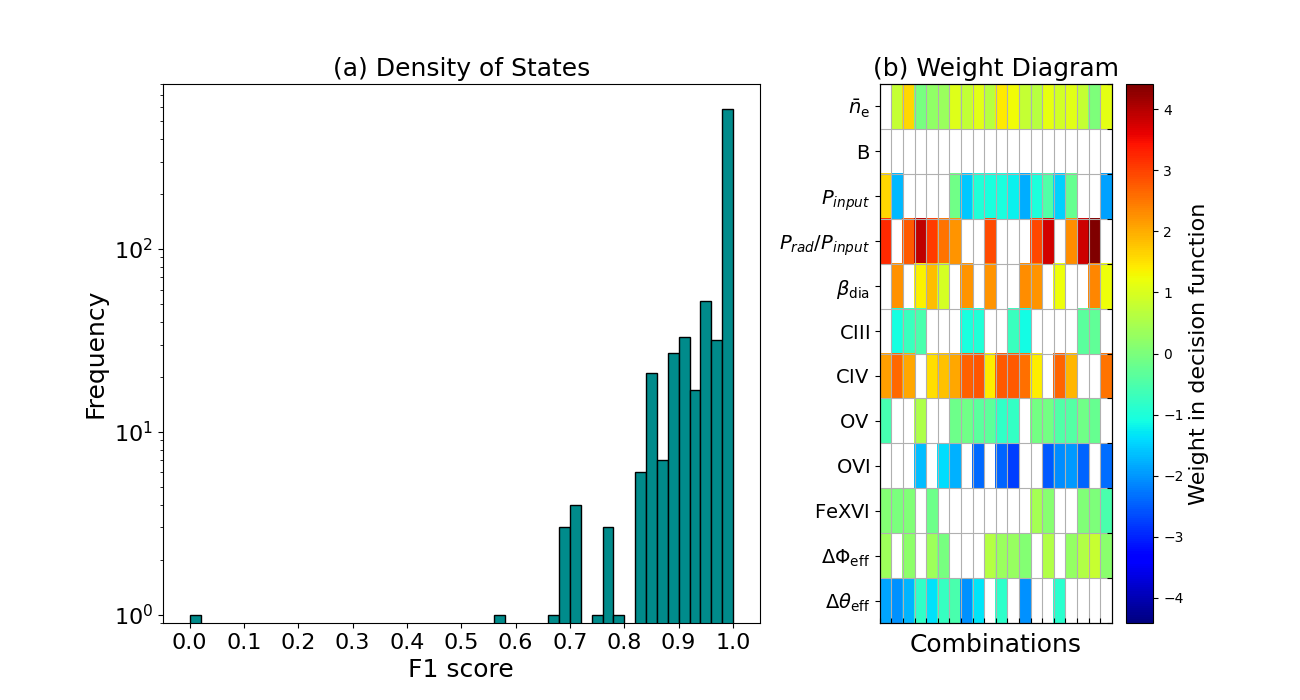 (a) Density of States
Frequency
10²
10¹
10⁰
0.0 0.1 0.2 0.3 0.4 0.5 0.6 0.7 0.8 0.9 1.0
F1 score
(b) Weight Diagram
n̄e
B
Pinput
Prad/Pinput
βdia
CIII
CIV
OV
OVI
FeXVI
ΔΦeff
Δθeff
Combinations
4
3
2
1
0
−1
−2
−3
−4
Weight in decision function